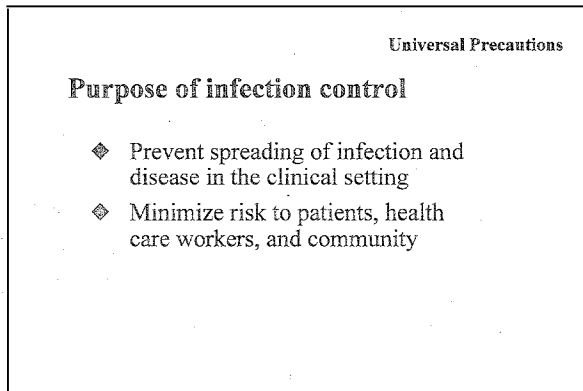 Universal Precautions
Purpose of infection control
Prevent spreading of infection and
disease in the clinical setting
Minimize risk to patients, health
care workers, and community